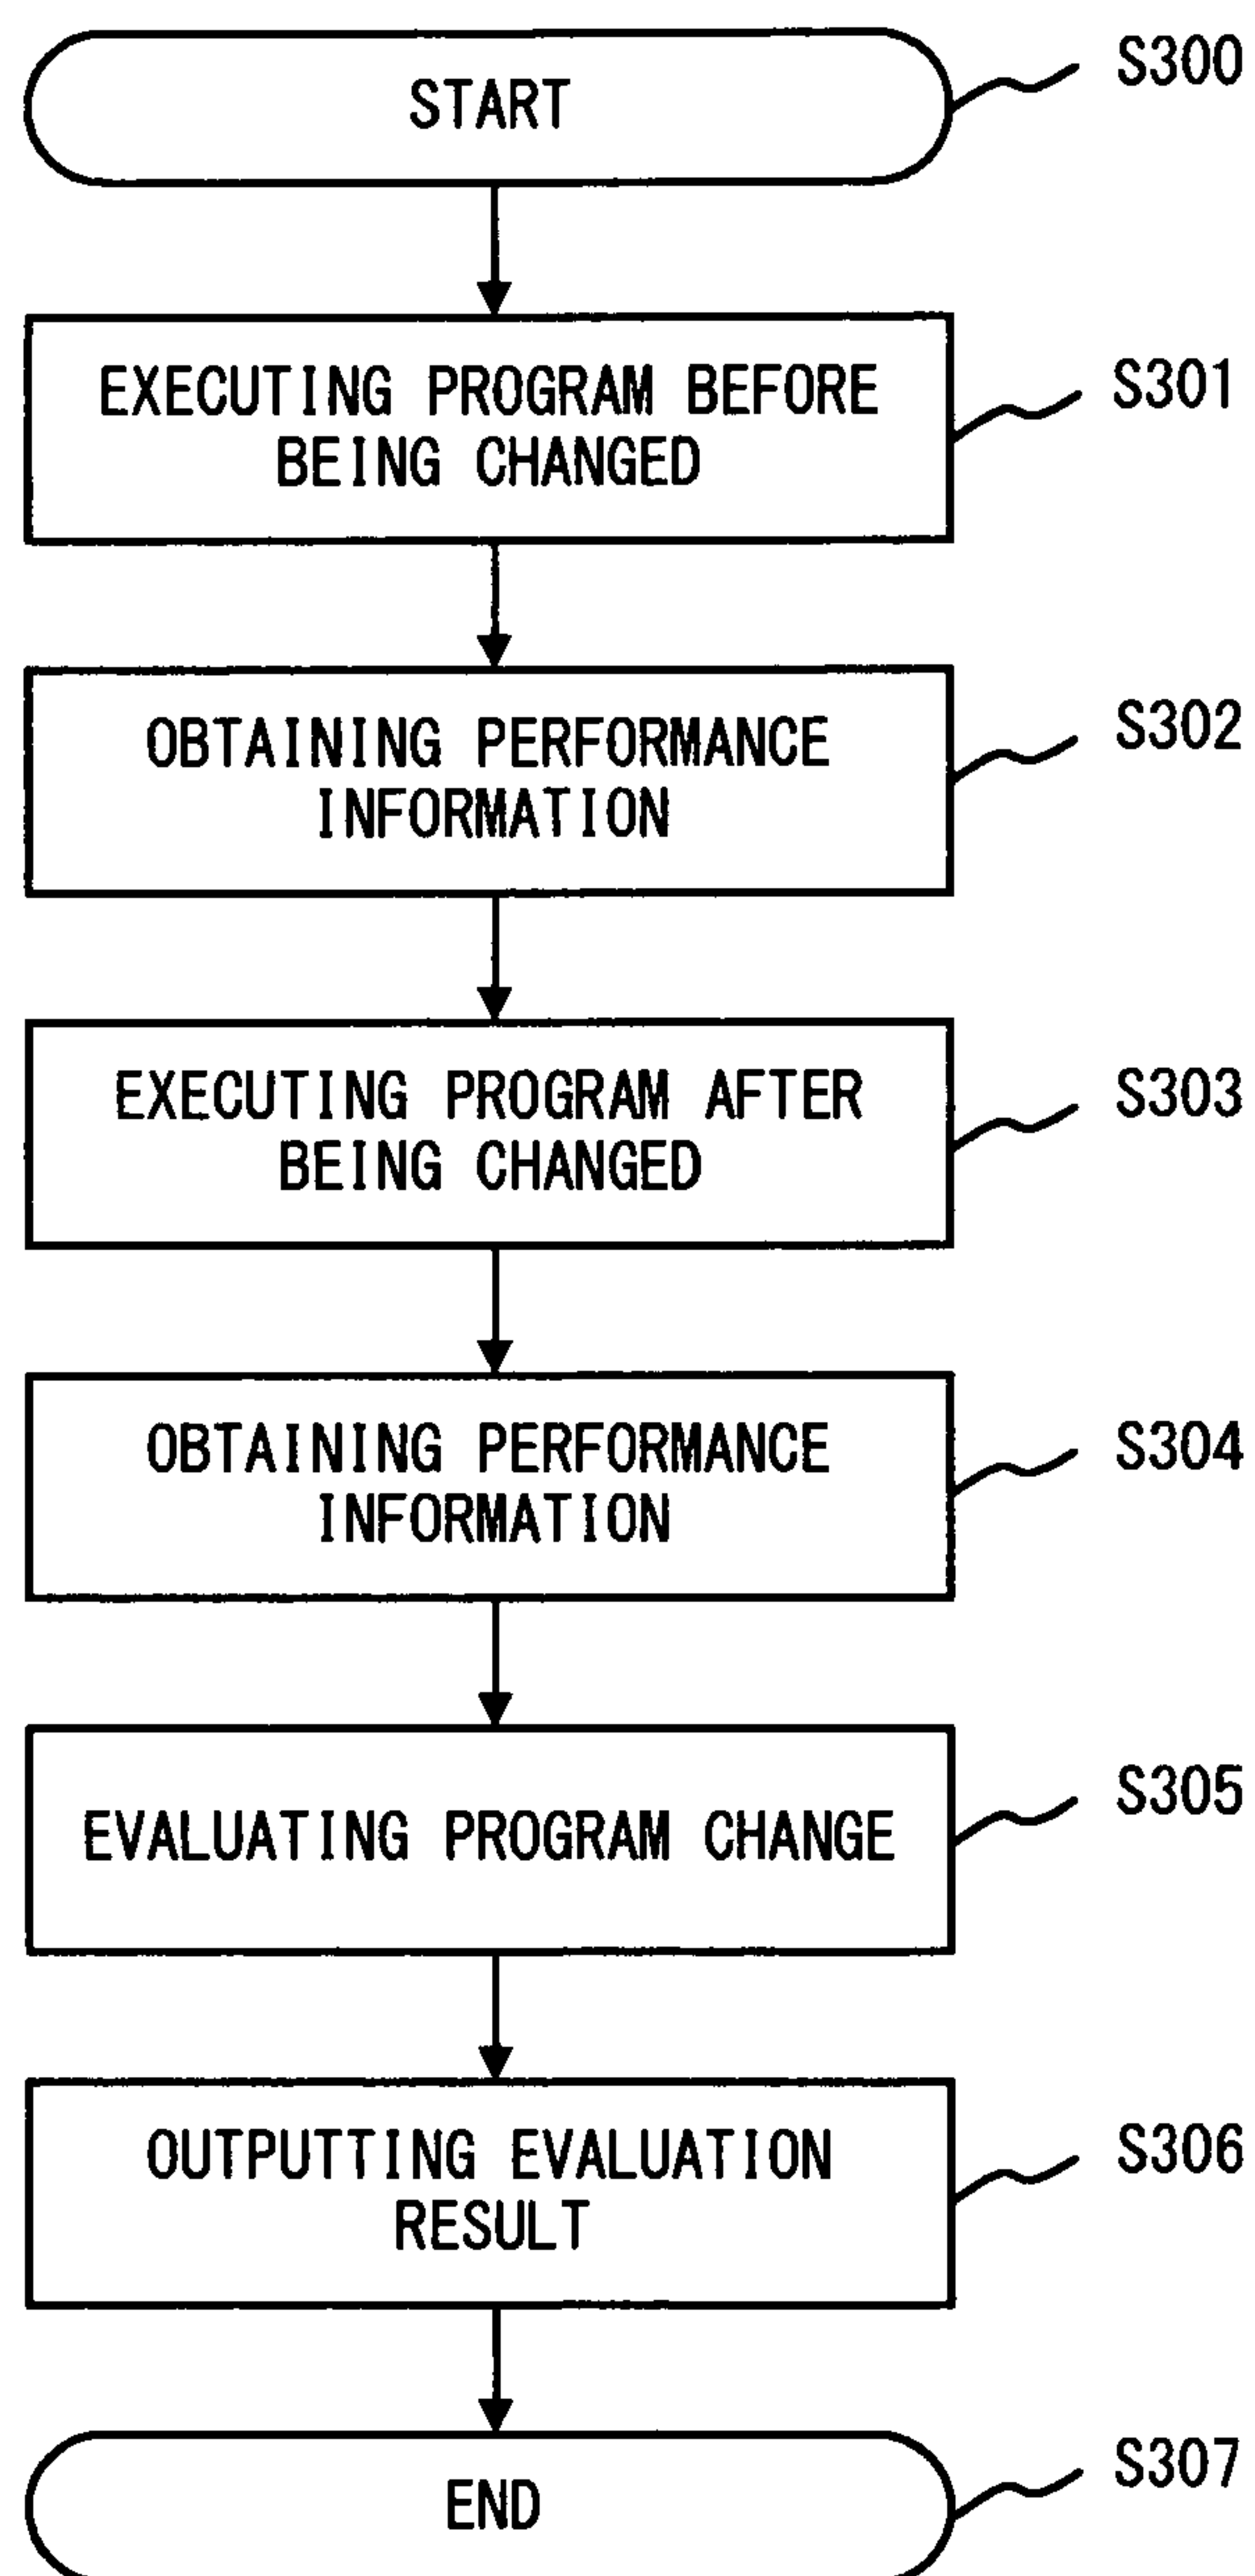 START
S300
EXECUTING PROGRAM BEFORE
BEING CHANGED
S301
OBTAINING PERFORMANCE
INFORMATION
S302
EXECUTING PROGRAM AFTER
BEING CHANGED
S303
OBTAINING PERFORMANCE
INFORMATION
S304
EVALUATING PROGRAM CHANGE
S305
OUTPUTTING EVALUATION
RESULT
S306
END
S307